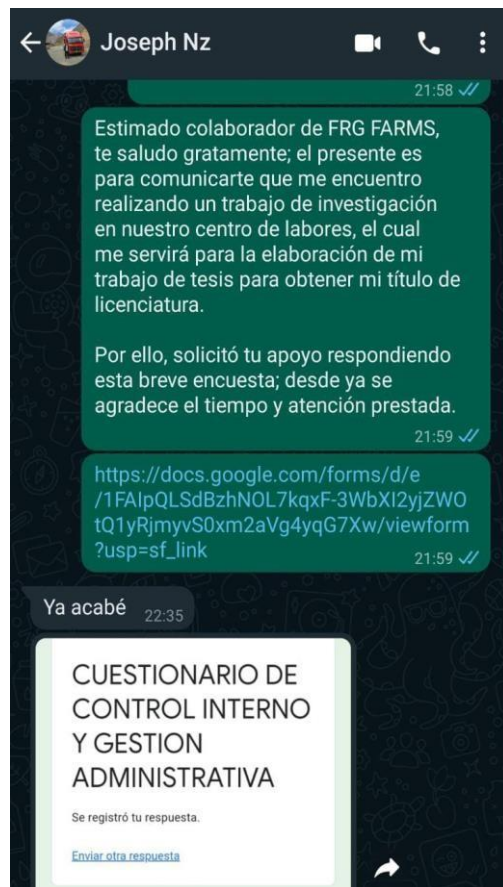 Joseph Nz
21:58
Estimado colaborador de FRG FARMS,
te saludo gratamente; el presente es
para comunicarte que me encuentro
realizando un trabajo de investigación
en nuestro centro de labores, el cual
me servirá para la elaboración de mi
trabajo de tesis para obtener mi título de
licenciatura.
Por ello, solicitó tu apoyo respondiendo
esta breve encuesta; desde ya se
agradece el tiempo y atención prestada.
21:59
https://docs.google.com/forms/d/e
/1FAIpQLSdBzhNOL7kqxF-3WbXI2yjZWO
tQ1yRjmyvS0xm2aVg4yqG7Xw/viewform
?usp=sf_link
21:59
Ya acabé 22:35
CUESTIONARIO DE
CONTROL INTERNO
Y GESTION
ADMINISTRATIVA
Se registró tu respuesta.
Enviar otra respuesta